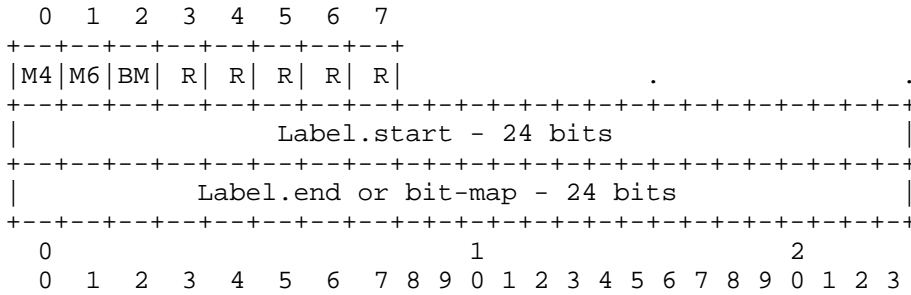 0  1  2  3  4  5  6  7
+--+--+--+--+--+--+--+--+
|M4|M6|BM| R| R| R| R| R|               .               .
+--+--+--+--+--+--+--+--+-+-+-+-+-+-+-+-+-+-+-+-+-+-+-+-+
|                Label.start - 24 bits                  |
+--+--+--+--+--+--+--+--+-+-+-+-+-+-+-+-+-+-+-+-+-+-+-+-+
|           Label.end or bit-map - 24 bits              |
+--+--+--+--+--+--+--+--+-+-+-+-+-+-+-+-+-+-+-+-+-+-+-+-+
  0                          1                   2
  0  1  2  3  4  5  6  7 8 9 0 1 2 3 4 5 6 7 8 9 0 1 2 3